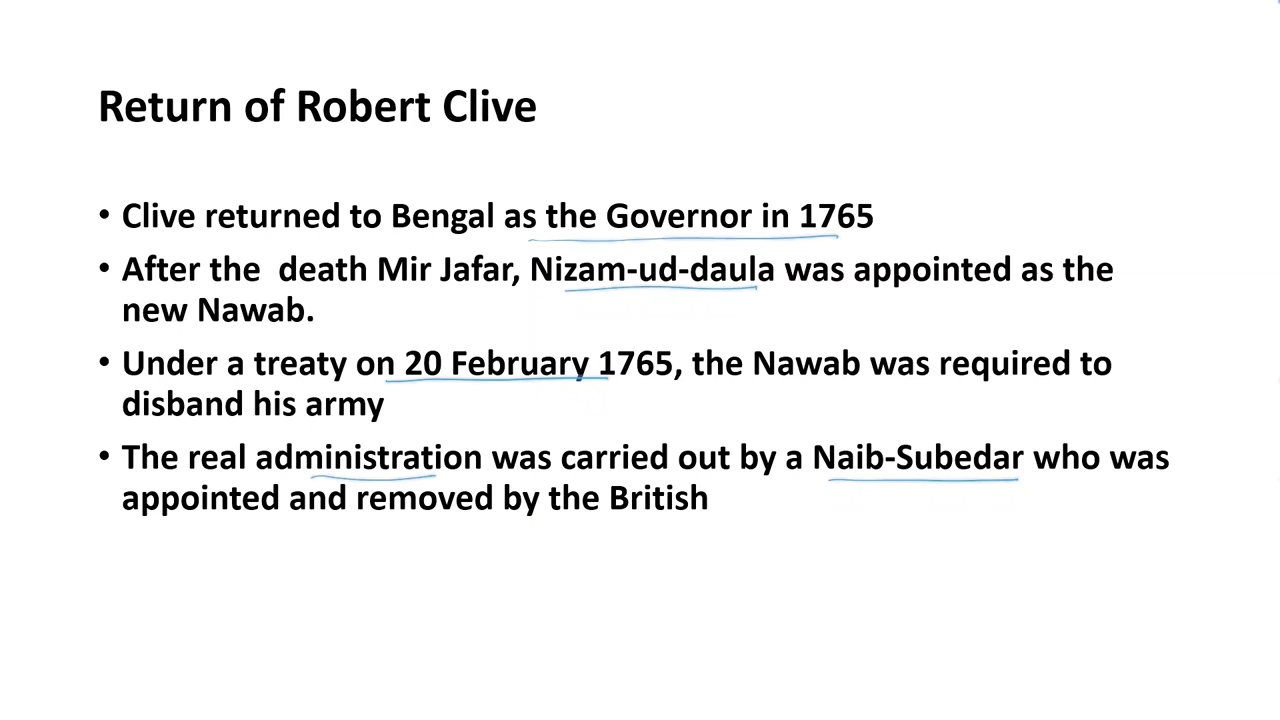 Return of Robert Clive
• Clive returned to Bengal as the Governor in 1765
• After the  death Mir Jafar, Nizam-ud-daula was appointed as the
new Nawab.
• Under a treaty on 20 February 1765, the Nawab was required to
disband his army
• The real administration was carried out by a Naib-Subedar who was
appointed and removed by the British